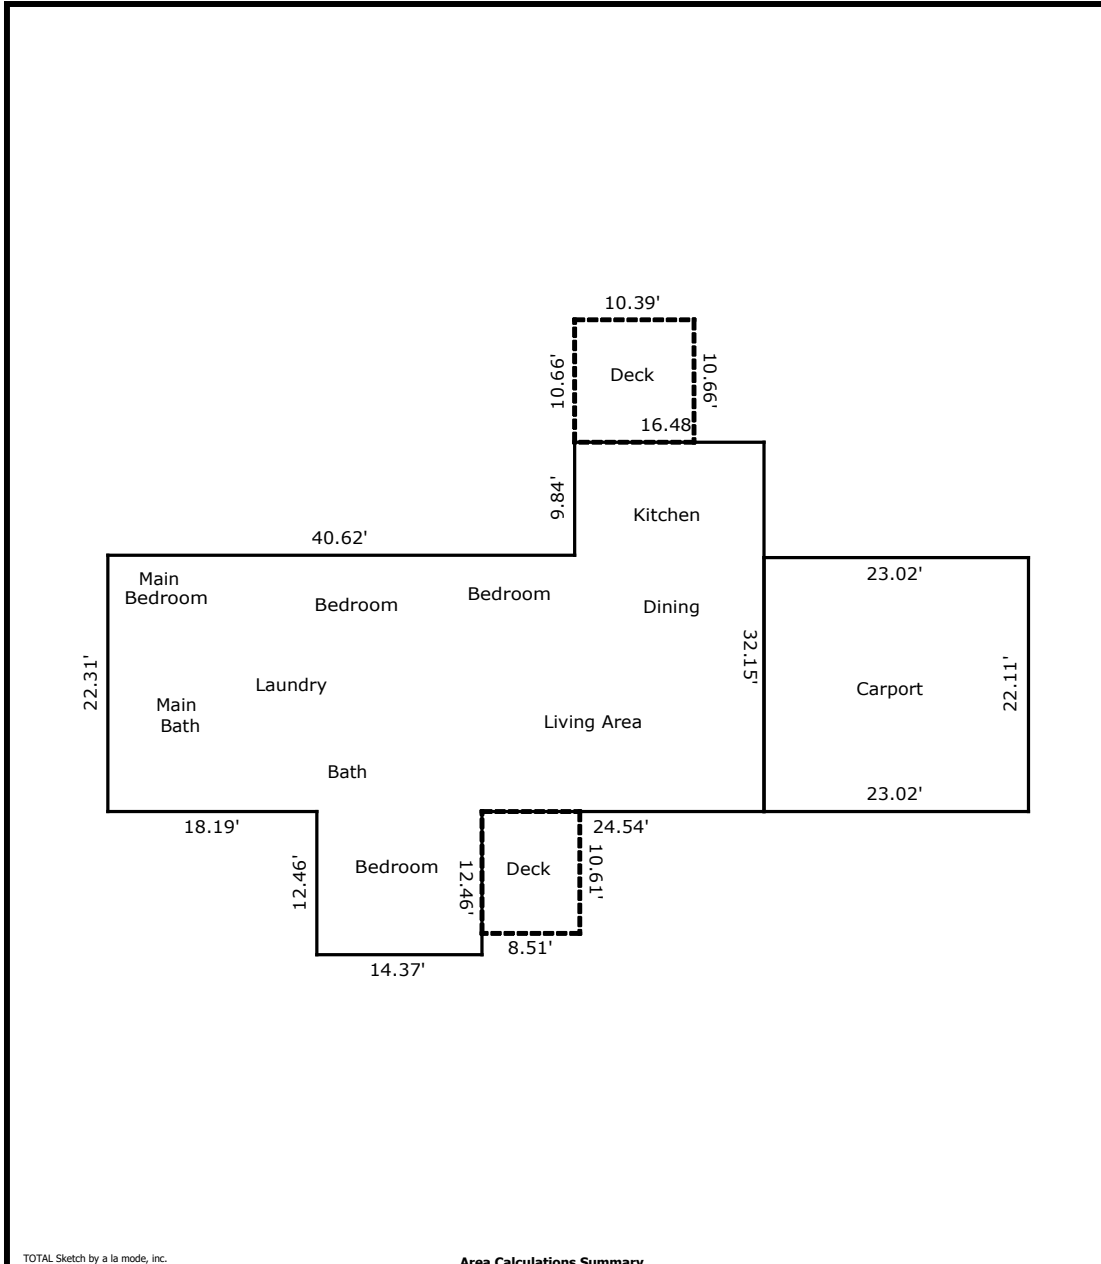 10.39'
10.66'
Deck
10.66'
16.48
9.84'
Kitchen
40.62'
23.02'
Main
Bedroom
Bedroom
Bedroom
Dining
22.31'
32.15'
22.11'
Laundry
Carport
Main
Bath
Living Area
Bath
23.02'
18.19'
24.54'
12.46'
Bedroom
12.46'
Deck
10.61'
8.51'
14.37'
TOTAL Sketch by a la mode, inc.
Area Calculations Summary